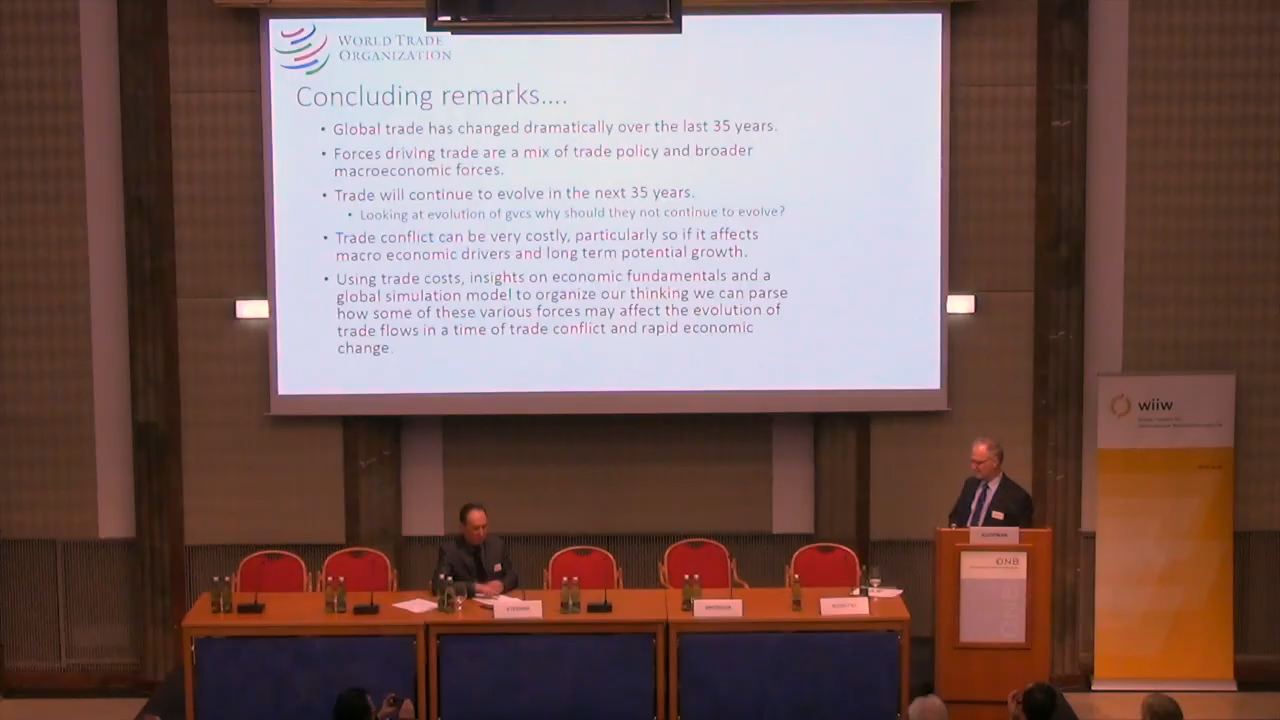 WORLD TRADE
ORGANIZATION
Concluding remarks....
• Global trade has changed dramatically over the last 35 years.
• Forces driving trade are a mix of trade policy and broader
macroeconomic forces.
• Trade will continue to evolve in the next 35 years.
• Looking at evolution of gvcs why should they not continue to evolve?
• Trade conflict can be very costly, particularly so if it affects
macro economic drivers and long term potential growth.
• Using trade costs, insights on economic fundamentals and a
global simulation model to organize our thinking we can parse
how some of these various forces may affect the evolution of
trade flows in a time of trade conflict and rapid economic
change.
wiiw
KOOPMAN
ŒNB